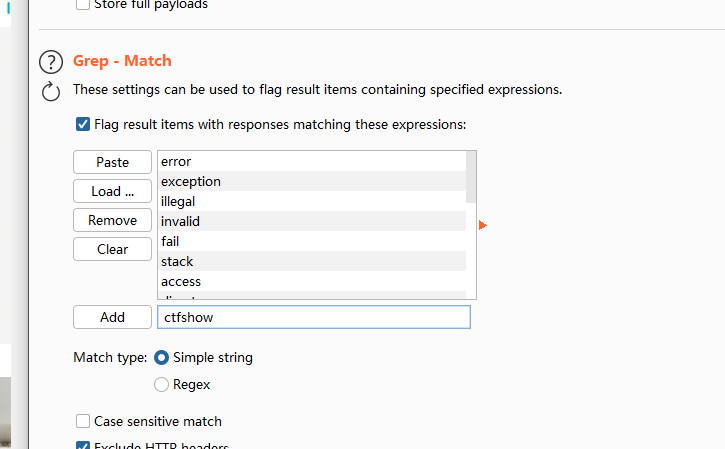 Store full payloads
Grep - Match
These settings can be used to flag result items containing specified expressions.
Flag result items with responses matching these expressions:
Paste
error
exception
Load ...
illegal
Remove
invalid
fail
Clear
stack
access
Add
ctfshow
Match type:
Simple string
Regex
Case sensitive match
Exclude HTTP headers